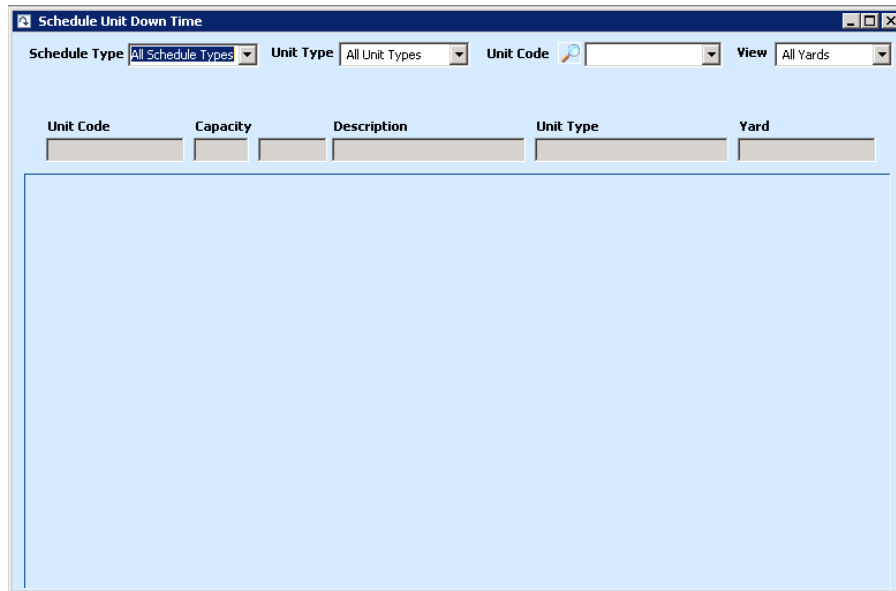 Schedule Unit Down Time
Schedule Type All Schedule Types Unit Type All Unit Types Unit Code View All Yards
Unit Code Capacity Description Unit Type Yard